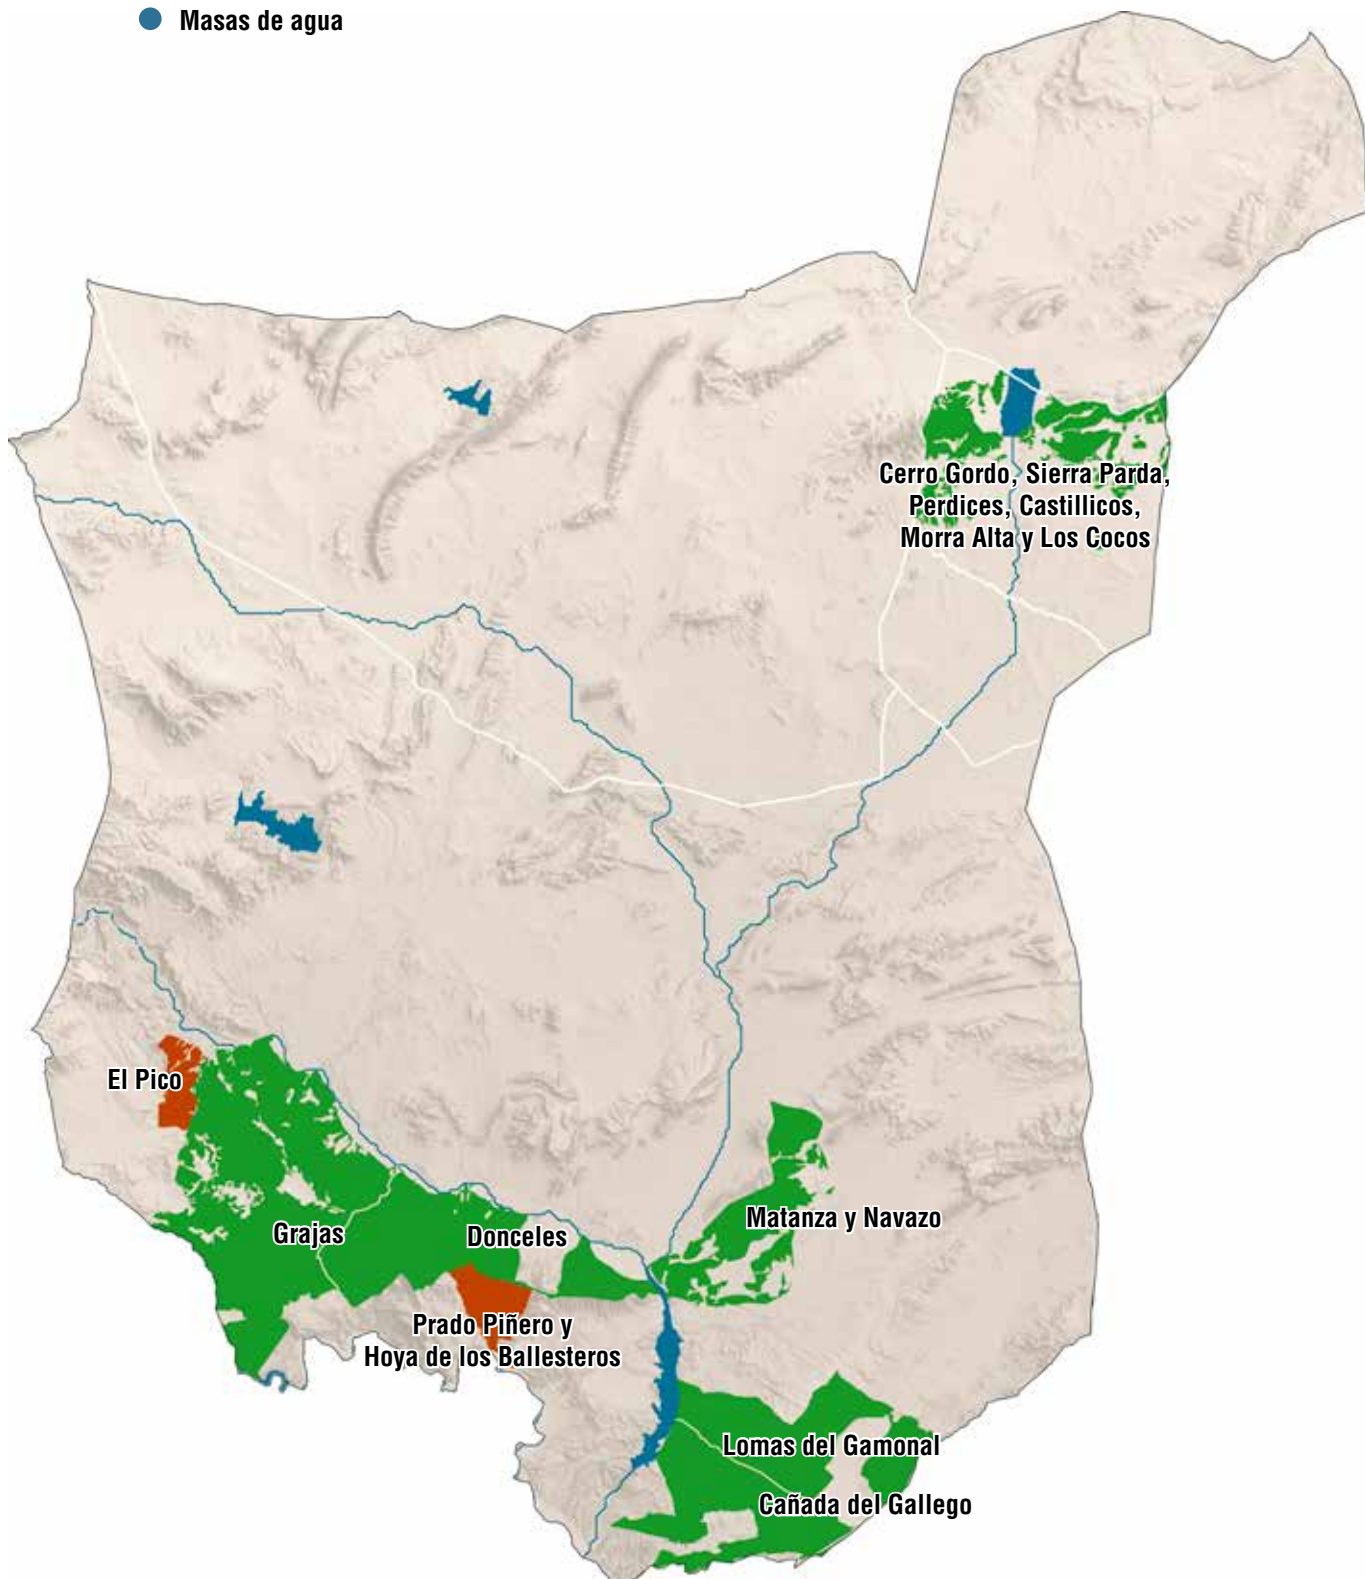 Masas de agua
Cerro Gordo, Sierra Parda,
Perdices, Castillicos,
Morra Alta y Los Cocos
El Pico
Grajas
Donceles
Matanza y Navazo
Prado Piñero y
Hoya de los Ballesteros
Lomas del Gamonal
Cañada del Gallego